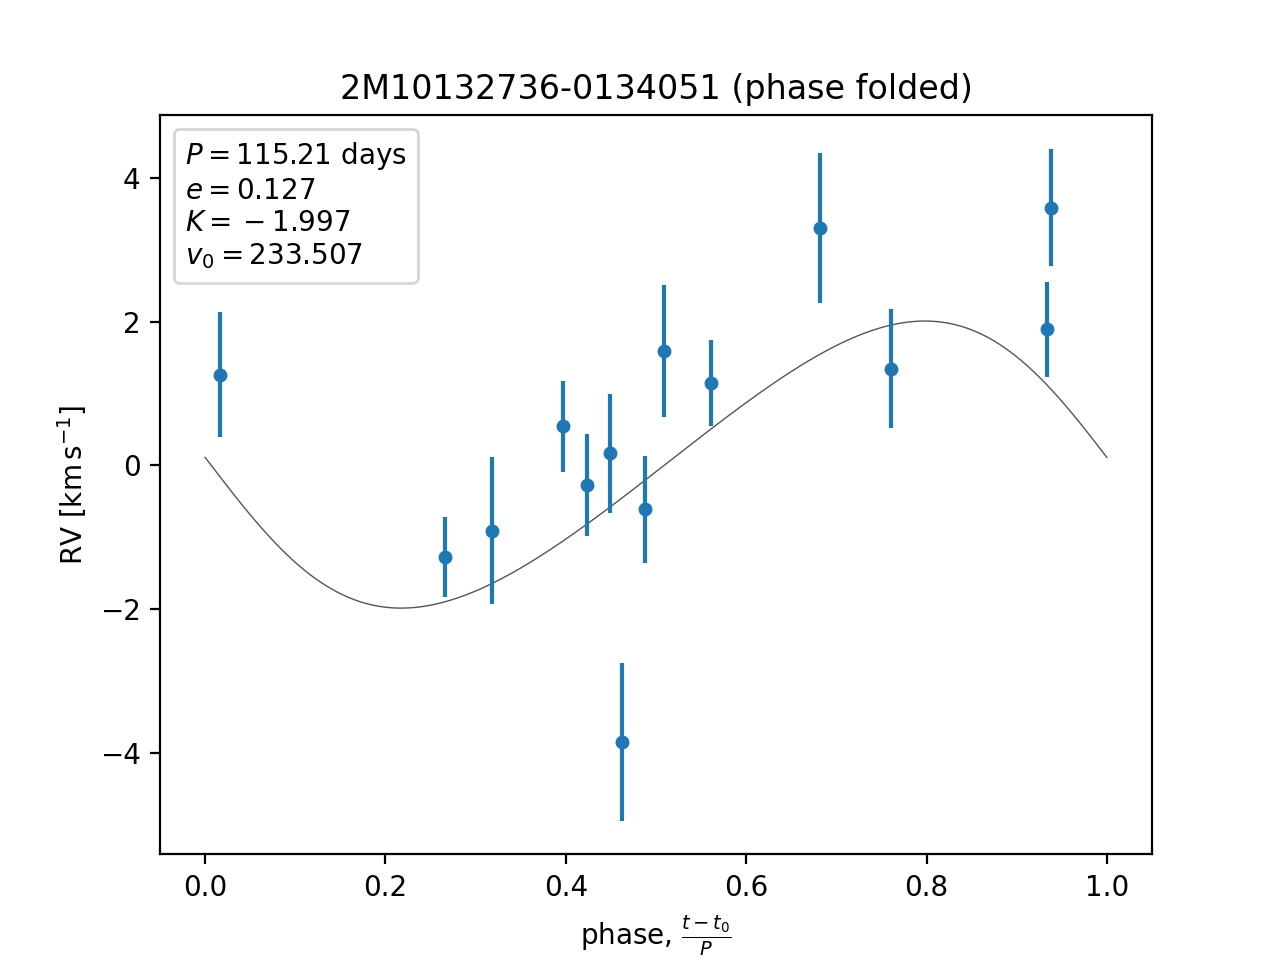 2M10132736-0134051 (phase folded)
P = 115.21 days
e = 0.127
K = −1.997
v₀ = 233.507
RV [km s⁻¹]
4
2
0
−2
−4
0.0 0.2 0.4 0.6 0.8 1.0
phase, (t − t₀)/P